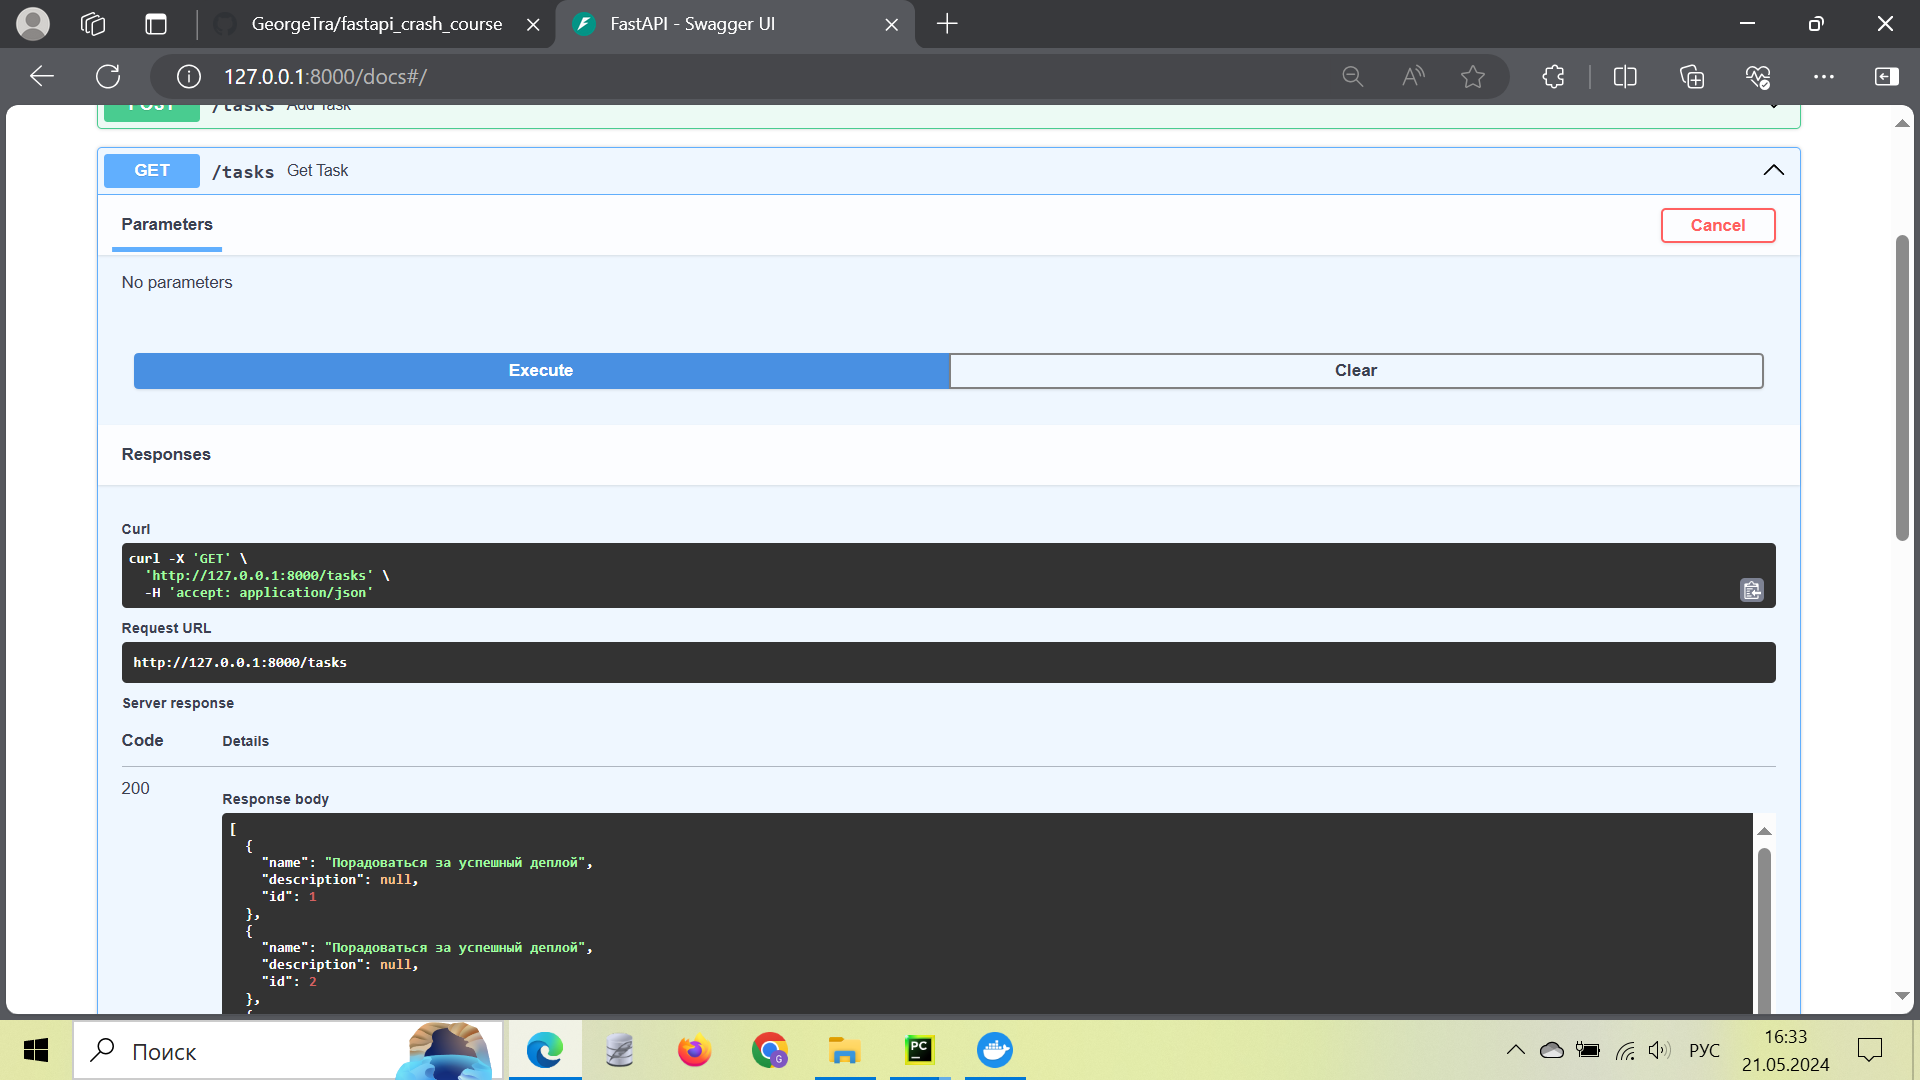 GeorgeTra/fastapi_crash_course
FastAPI - Swagger UI
127.0.0.1:8000/docs#/
POST /tasks Add Task
GET /tasks Get Task
Parameters
Cancel
No parameters
Execute
Clear
Responses
Curl
curl -X 'GET' \
'http://127.0.0.1:8000/tasks' \
-H 'accept: application/json'
Request URL
http://127.0.0.1:8000/tasks
Server response
Code Details
200
Response body
[
{
"name": "Порадоваться за успешный деплой",
"description": null,
"id": 1
},
{
"name": "Порадоваться за успешный деплой",
"description": null,
"id": 2
},
{
Поиск
PC
G
РУС
16:33
21.05.2024